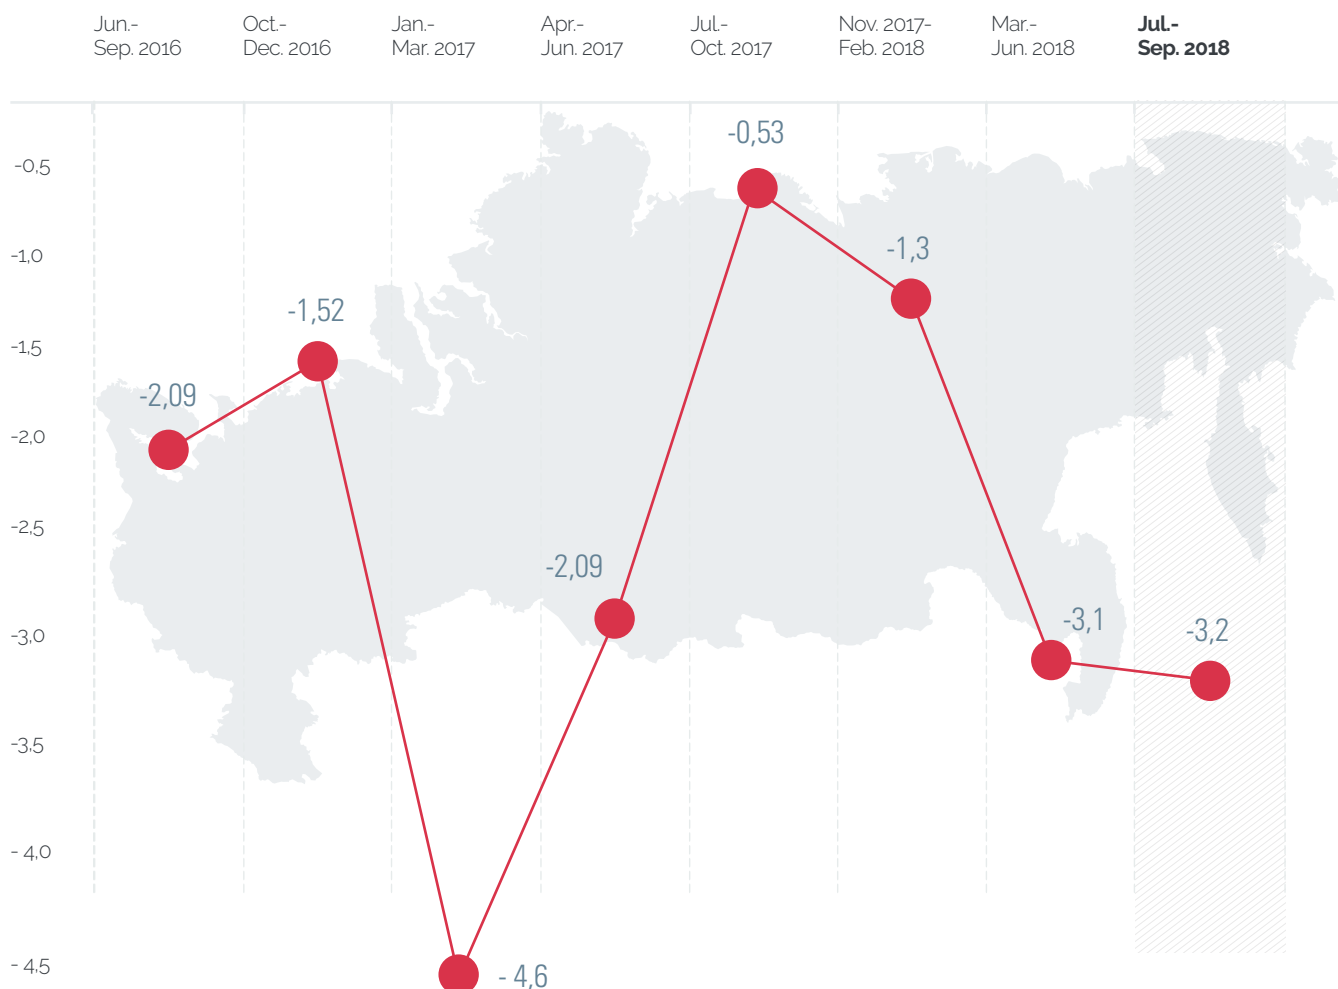 Jun.-
Sep. 2016
Oct.-
Dec. 2016
Jan.-
Mar. 2017
Apr.-
Jun. 2017
Jul.-
Oct. 2017
Nov. 2017-
Feb. 2018
Mar.-
Jun. 2018
Jul.-
Sep. 2018
-0,5
-1,0
-1,5
-2,0
-2,5
-3,0
-3,5
- 4,0
- 4,5
-2,09
-1,52
- 4,6
-2,09
-0,53
-1,3
-3,1
-3,2